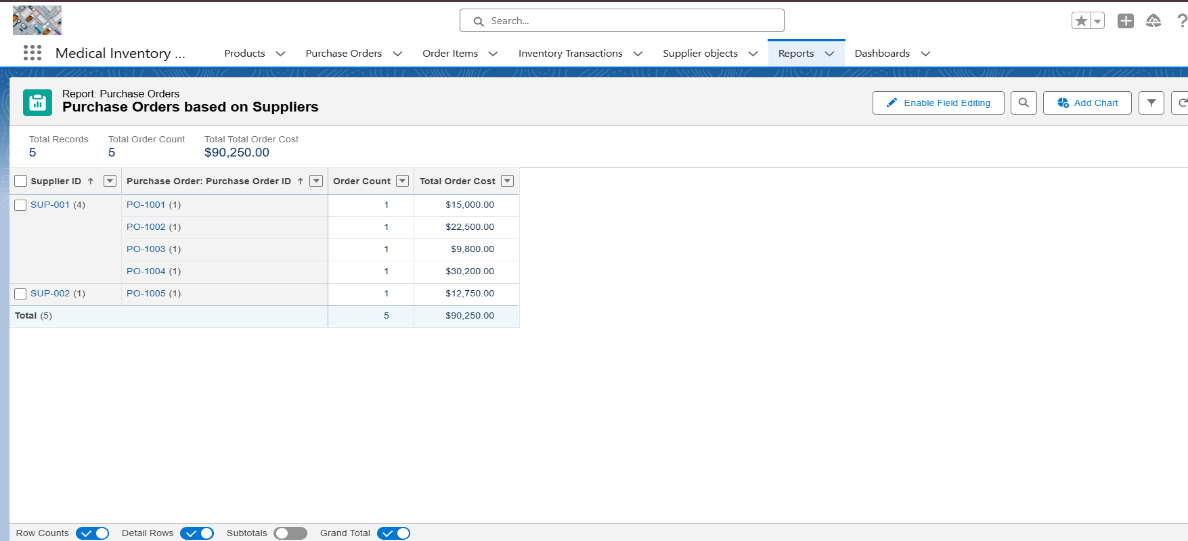 Search...
Medical Inventory ... Products Purchase Orders Order Items Inventory Transactions Supplier objects Reports Dashboards
Report: Purchase Orders
Purchase Orders based on Suppliers
Enable Field Editing Add Chart
Total Records Total Order Count Total Total Order Cost
5 5 $90,250.00
Supplier ID ↑ Purchase Order: Purchase Order ID ↑ Order Count Total Order Cost
SUP-001 (4) PO-1001 (1) 1 $15,000.00
PO-1002 (1) 1 $22,500.00
PO-1003 (1) 1 $9,800.00
PO-1004 (1) 1 $30,200.00
SUP-002 (1) PO-1005 (1) 1 $12,750.00
Total (5) 5 $90,250.00
Row Counts Detail Rows Subtotals Grand Total